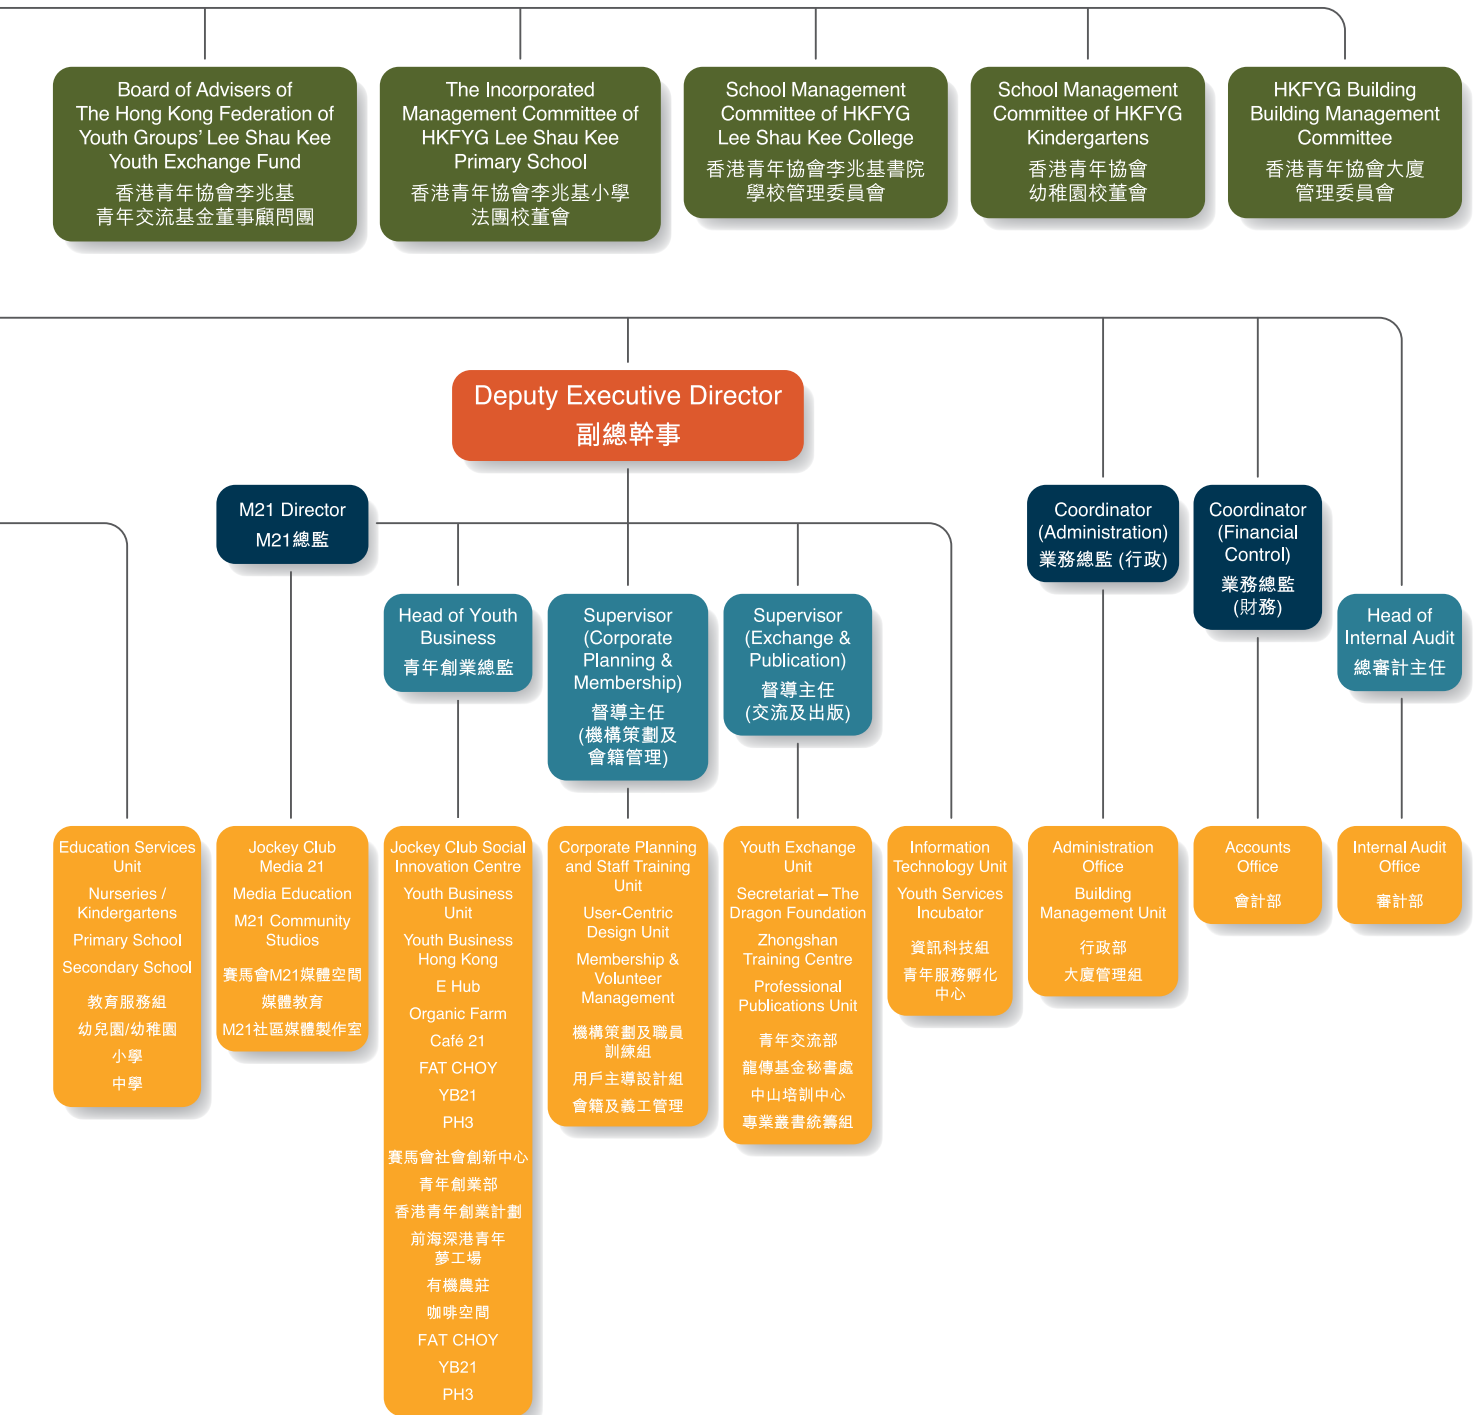 Board of Advisers of
The Hong Kong Federation of
Youth Groups' Lee Shau Kee
Youth Exchange Fund
香港青年協會李兆基
青年交流基金董事顧問團
The Incorporated
Management Committee of
HKFYG Lee Shau Kee
Primary School
香港青年協會李兆基小學
法團校董會
School Management
Committee of HKFYG
Lee Shau Kee College
香港青年協會李兆基書院
學校管理委員會
School Management
Committee of HKFYG
Kindergartens
香港青年協會
幼稚園校董會
HKFYG Building
Building Management
Committee
香港青年協會大廈
管理委員會
Deputy Executive Director
副總幹事
M21 Director
M21總監
Coordinator
(Administration)
業務總監 (行政)
Coordinator
(Financial
Control)
業務總監
(財務)
Head of Youth
Business
青年創業總監
Supervisor
(Corporate
Planning &
Membership)
督導主任
(機構策劃及
會籍管理)
Supervisor
(Exchange &
Publication)
督導主任
(交流及出版)
Head of
Internal Audit
總審計主任
Education Services
Unit
Nurseries /
Kindergartens
Primary School
Secondary School
教育服務組
幼兒園/幼稚園
小學
中學
Jockey Club
Media 21
Media Education
M21 Community
Studios
賽馬會M21媒體空間
媒體教育
M21社區媒體製作室
Jockey Club Social
Innovation Centre
Youth Business
Unit
Youth Business
Hong Kong
E Hub
Organic Farm
Café 21
FAT CHOY
YB21
PH3
賽馬會社會創新中心
青年創業部
香港青年創業計劃
前海深港青年
夢工場
有機農莊
咖啡空間
FAT CHOY
YB21
PH3
Corporate Planning
and Staff Training
Unit
User-Centric
Design Unit
Membership &
Volunteer
Management
機構策劃及職員
訓練組
用戶主導設計組
會籍及義工管理
Youth Exchange
Unit
Secretariat – The
Dragon Foundation
Zhongshan
Training Centre
Professional
Publications Unit
青年交流部
龍傳基金秘書處
中山培訓中心
專業叢書統籌組
Information
Technology Unit
Youth Services
Incubator
資訊科技組
青年服務孵化
中心
Administration
Office
Building
Management Unit
行政部
大廈管理組
Accounts
Office
會計部
Internal Audit
Office
審計部